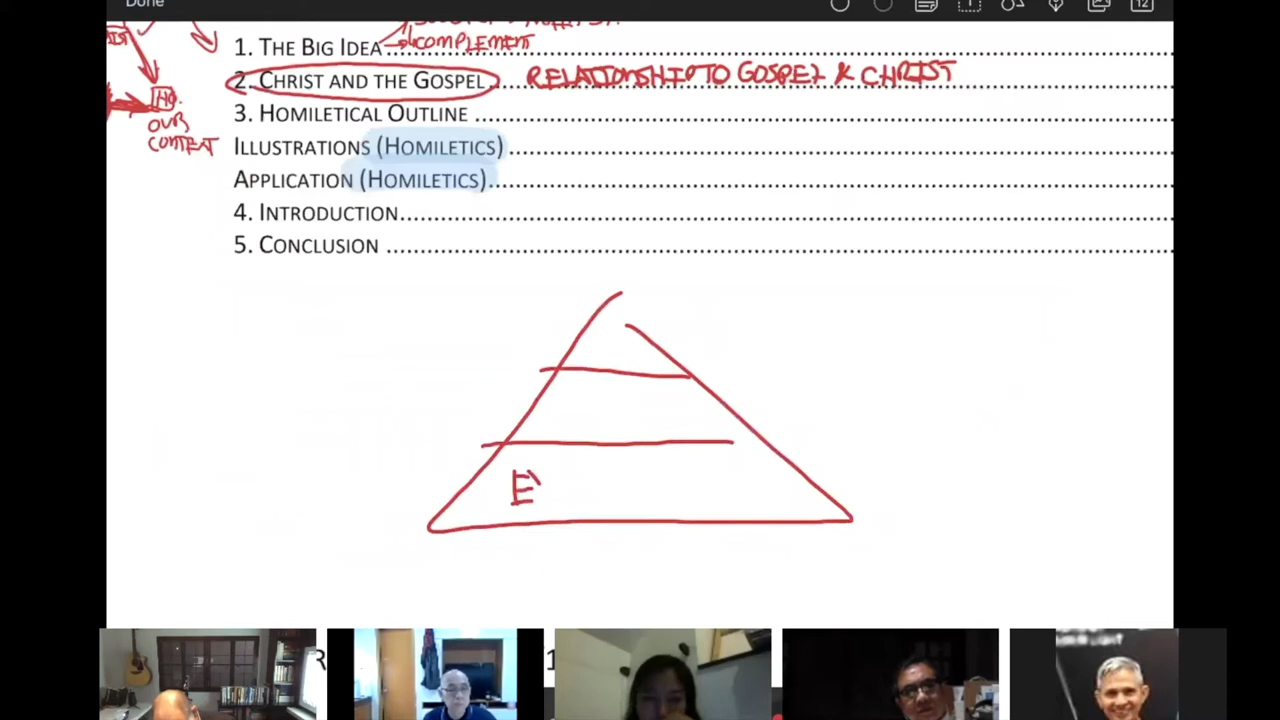 Done
12
COMPLEMENT
1. THE BIG IDEA
2. CHRIST AND THE GOSPEL RELATIONSHIP TO GOSPEL & CHRIST
3. HOMILETICAL OUTLINE
OUR
CONTEXT
ILLUSTRATIONS (HOMILETICS)
APPLICATION (HOMILETICS)
4. INTRODUCTION
5. CONCLUSION
E